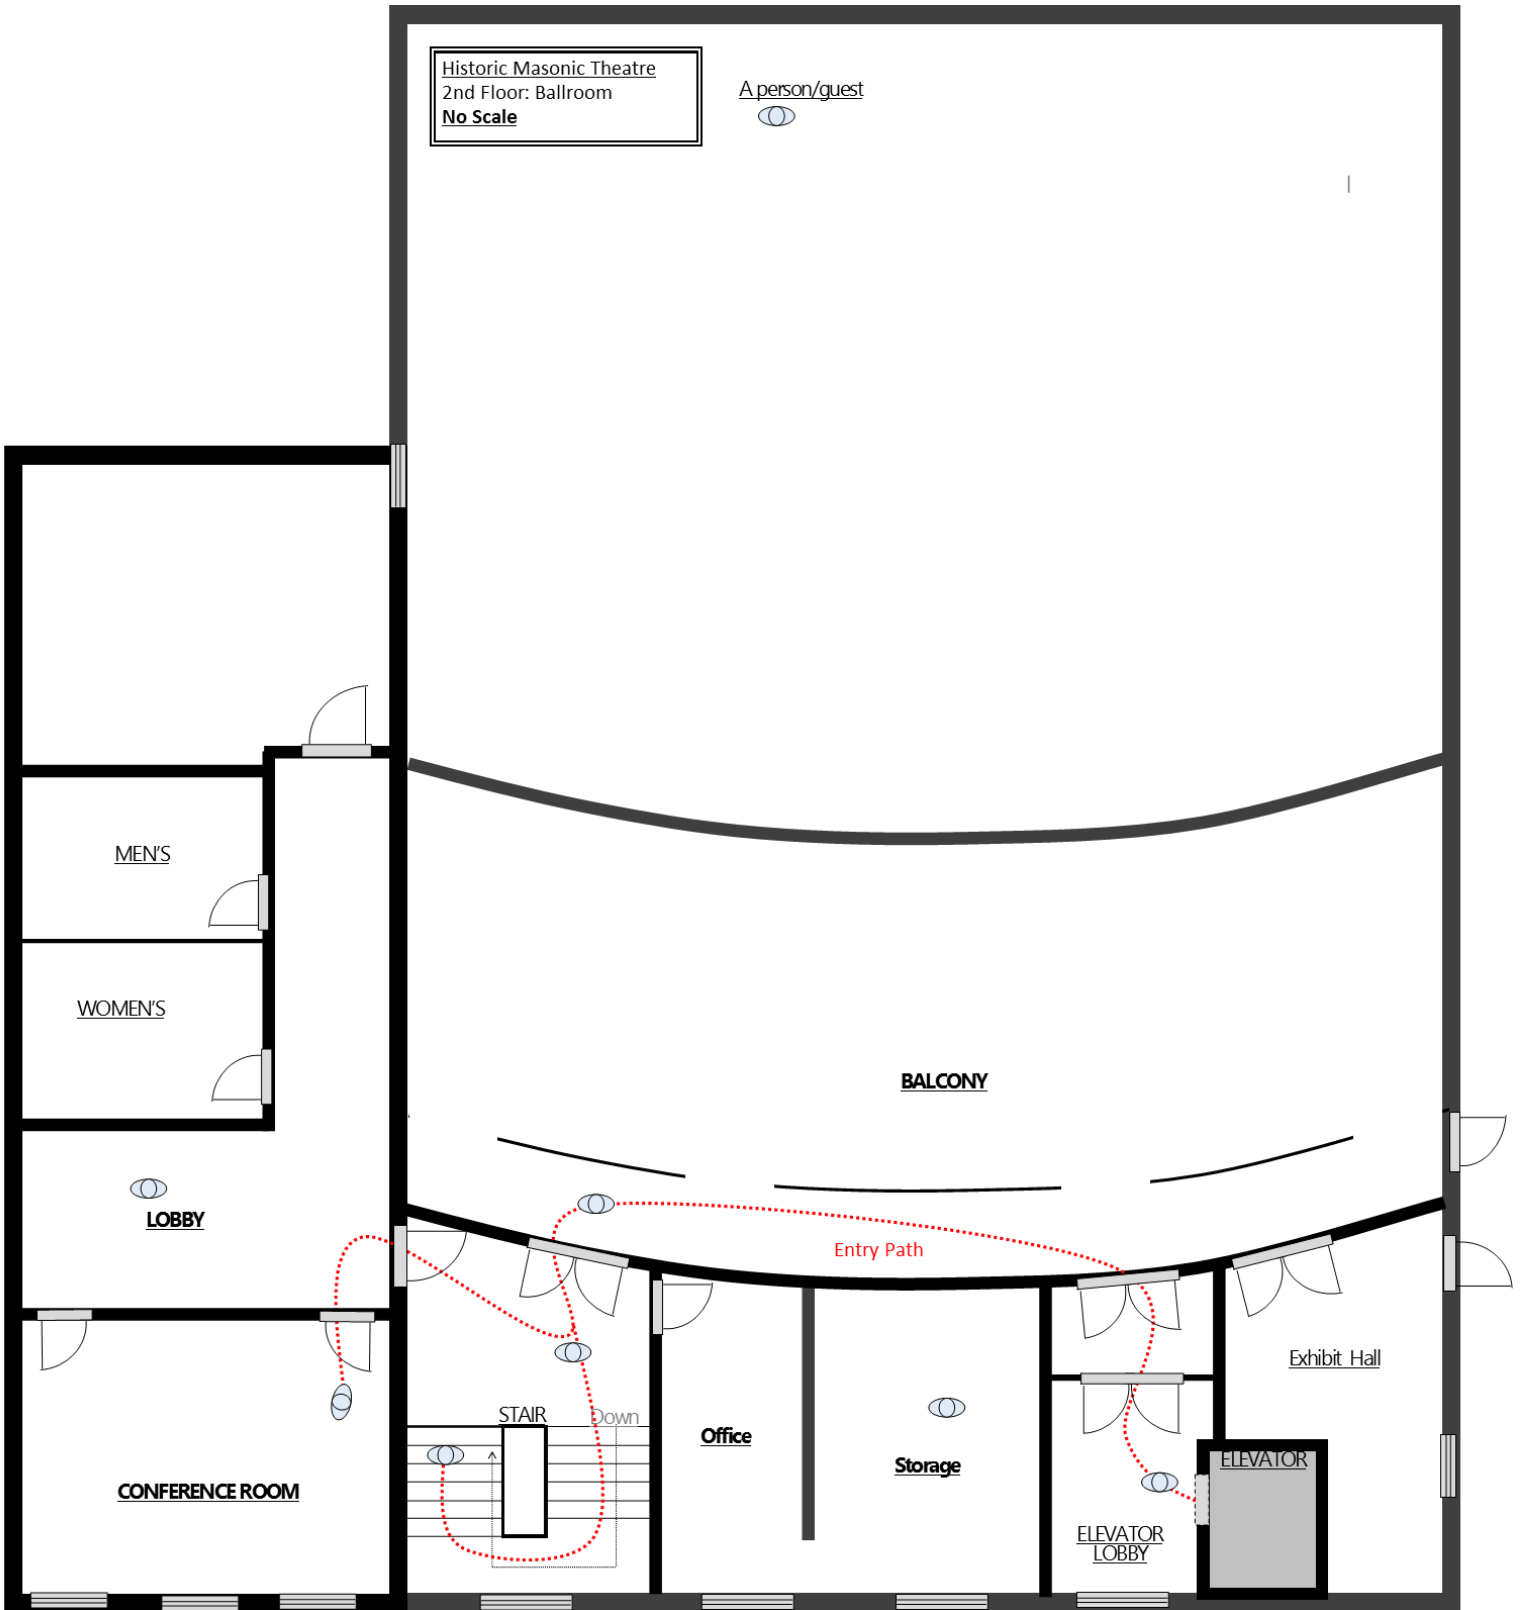 Historic Masonic Theatre
2nd Floor: Ballroom
No Scale
A person/guest
MEN'S
WOMEN'S
BALCONY
LOBBY
Entry Path
Exhibit Hall
STAIR
Down
Office
Storage
ELEVATOR
CONFERENCE ROOM
ELEVATOR
LOBBY